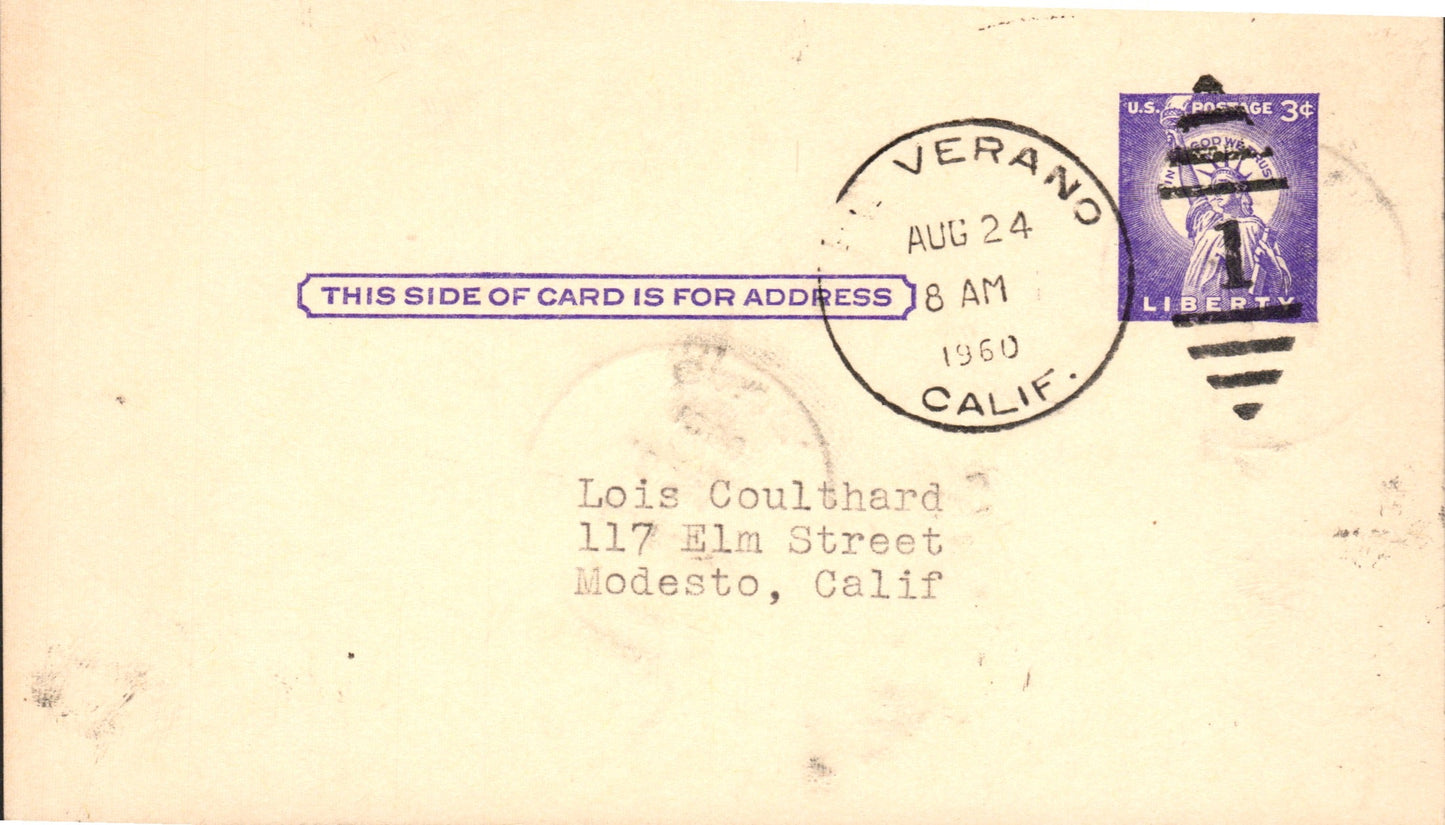 U.S. POSTAGE 3¢
IN GOD WE TRUST
LIBERTY
VERANO
AUG 24
8 AM
1960
CALIF.
1
THIS SIDE OF CARD IS FOR ADDRESS
Lois Coulthard
117 Elm Street
Modesto, Calif